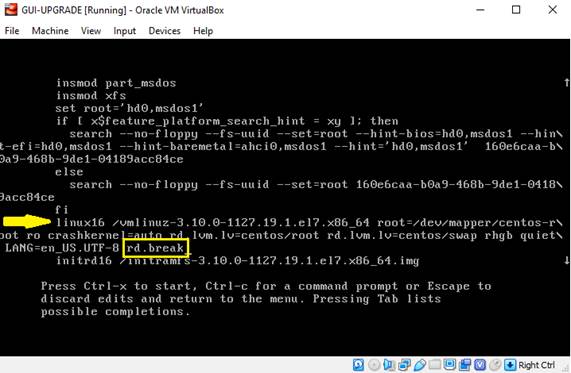 GUI-UPGRADE [Running] - Oracle VM VirtualBox
File Machine View Input Devices Help
insmod part_msdos
insmod xfs
set root='hd0,msdos1'
if [ x$feature_platform_search_hint = xy ]; then
search --no-floppy --fs-uuid --set=root --hint-bios=hd0,msdos1 --hin\
t-efi=hd0,msdos1 --hint-baremetal=ahci0,msdos1 --hint='hd0,msdos1' 160e6caa-b\
0a9-468b-9de1-04189acc84ce
else
search --no-floppy --fs-uuid --set=root 160e6caa-b0a9-468b-9de1-0418\
9acc84ce
fi
linux16 /vmlinuz-3.10.0-1127.19.1.el7.x86_64 root=/dev/mapper/centos-r\
oot ro crashkernel=auto rd.lvm.lv=centos/root rd.lvm.lv=centos/swap rhgb quiet\
LANG=en_US.UTF-8 rd.break
initrd16 /initramfs-3.10.0-1127.19.1.el7.x86_64.img
Press Ctrl-x to start, Ctrl-c for a command prompt or Escape to
discard edits and return to the menu. Pressing Tab lists
possible completions.
Right Ctrl